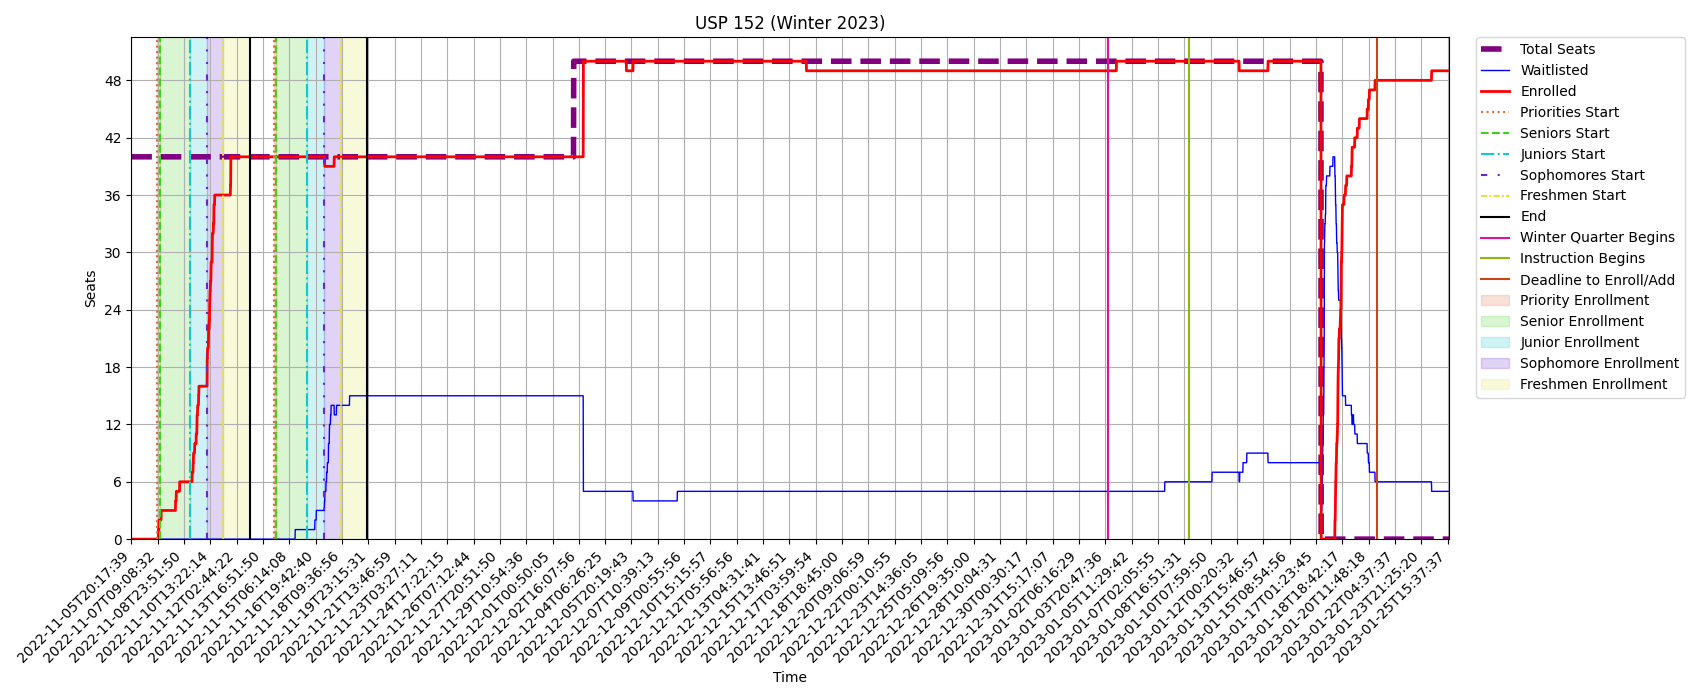 USP 152 (Winter 2023)
Seats
48
42
36
30
24
18
12
6
0
2022-11-05T20:17:39
2022-11-07T09:08:32
2022-11-08T23:51:50
2022-11-10T13:22:14
2022-11-12T02:44:22
2022-11-13T16:51:50
2022-11-15T06:14:09
2022-11-16T19:42:40
2022-11-18T09:36:56
2022-11-19T23:15:31
2022-11-21T13:46:59
2022-11-23T03:27:11
2022-11-24T17:22:15
2022-11-26T07:12:44
2022-11-27T20:51:50
2022-11-29T10:54:36
2022-12-01T00:50:05
2022-12-02T16:07:56
2022-12-04T06:26:25
2022-12-05T20:19:43
2022-12-07T10:39:13
2022-12-09T00:55:56
2022-12-10T15:15:57
2022-12-12T05:56:56
2022-12-13T04:31:41
2022-12-15T13:46:51
2022-12-17T03:59:54
2022-12-18T18:45:00
2022-12-20T09:06:59
2022-12-22T00:10:55
2022-12-23T14:36:05
2022-12-25T05:09:56
2022-12-26T19:35:00
2022-12-28T10:04:31
2022-12-30T00:30:17
2022-12-31T15:17:07
2023-01-02T06:16:29
2023-01-03T20:47:36
2023-01-05T11:29:42
2023-01-07T02:05:55
2023-01-08T16:51:31
2023-01-10T07:59:50
2023-01-12T00:20:32
2023-01-13T15:46:57
2023-01-15T08:54:56
2023-01-17T01:23:45
2023-01-18T18:42:17
2023-01-20T11:48:18
2023-01-22T04:37:37
2023-01-23T21:25:20
2023-01-25T15:37:37
Time
Total Seats
Waitlisted
Enrolled
Priorities Start
Seniors Start
Juniors Start
Sophomores Start
Freshmen Start
End
Winter Quarter Begins
Instruction Begins
Deadline to Enroll/Add
Priority Enrollment
Senior Enrollment
Junior Enrollment
Sophomore Enrollment
Freshmen Enrollment